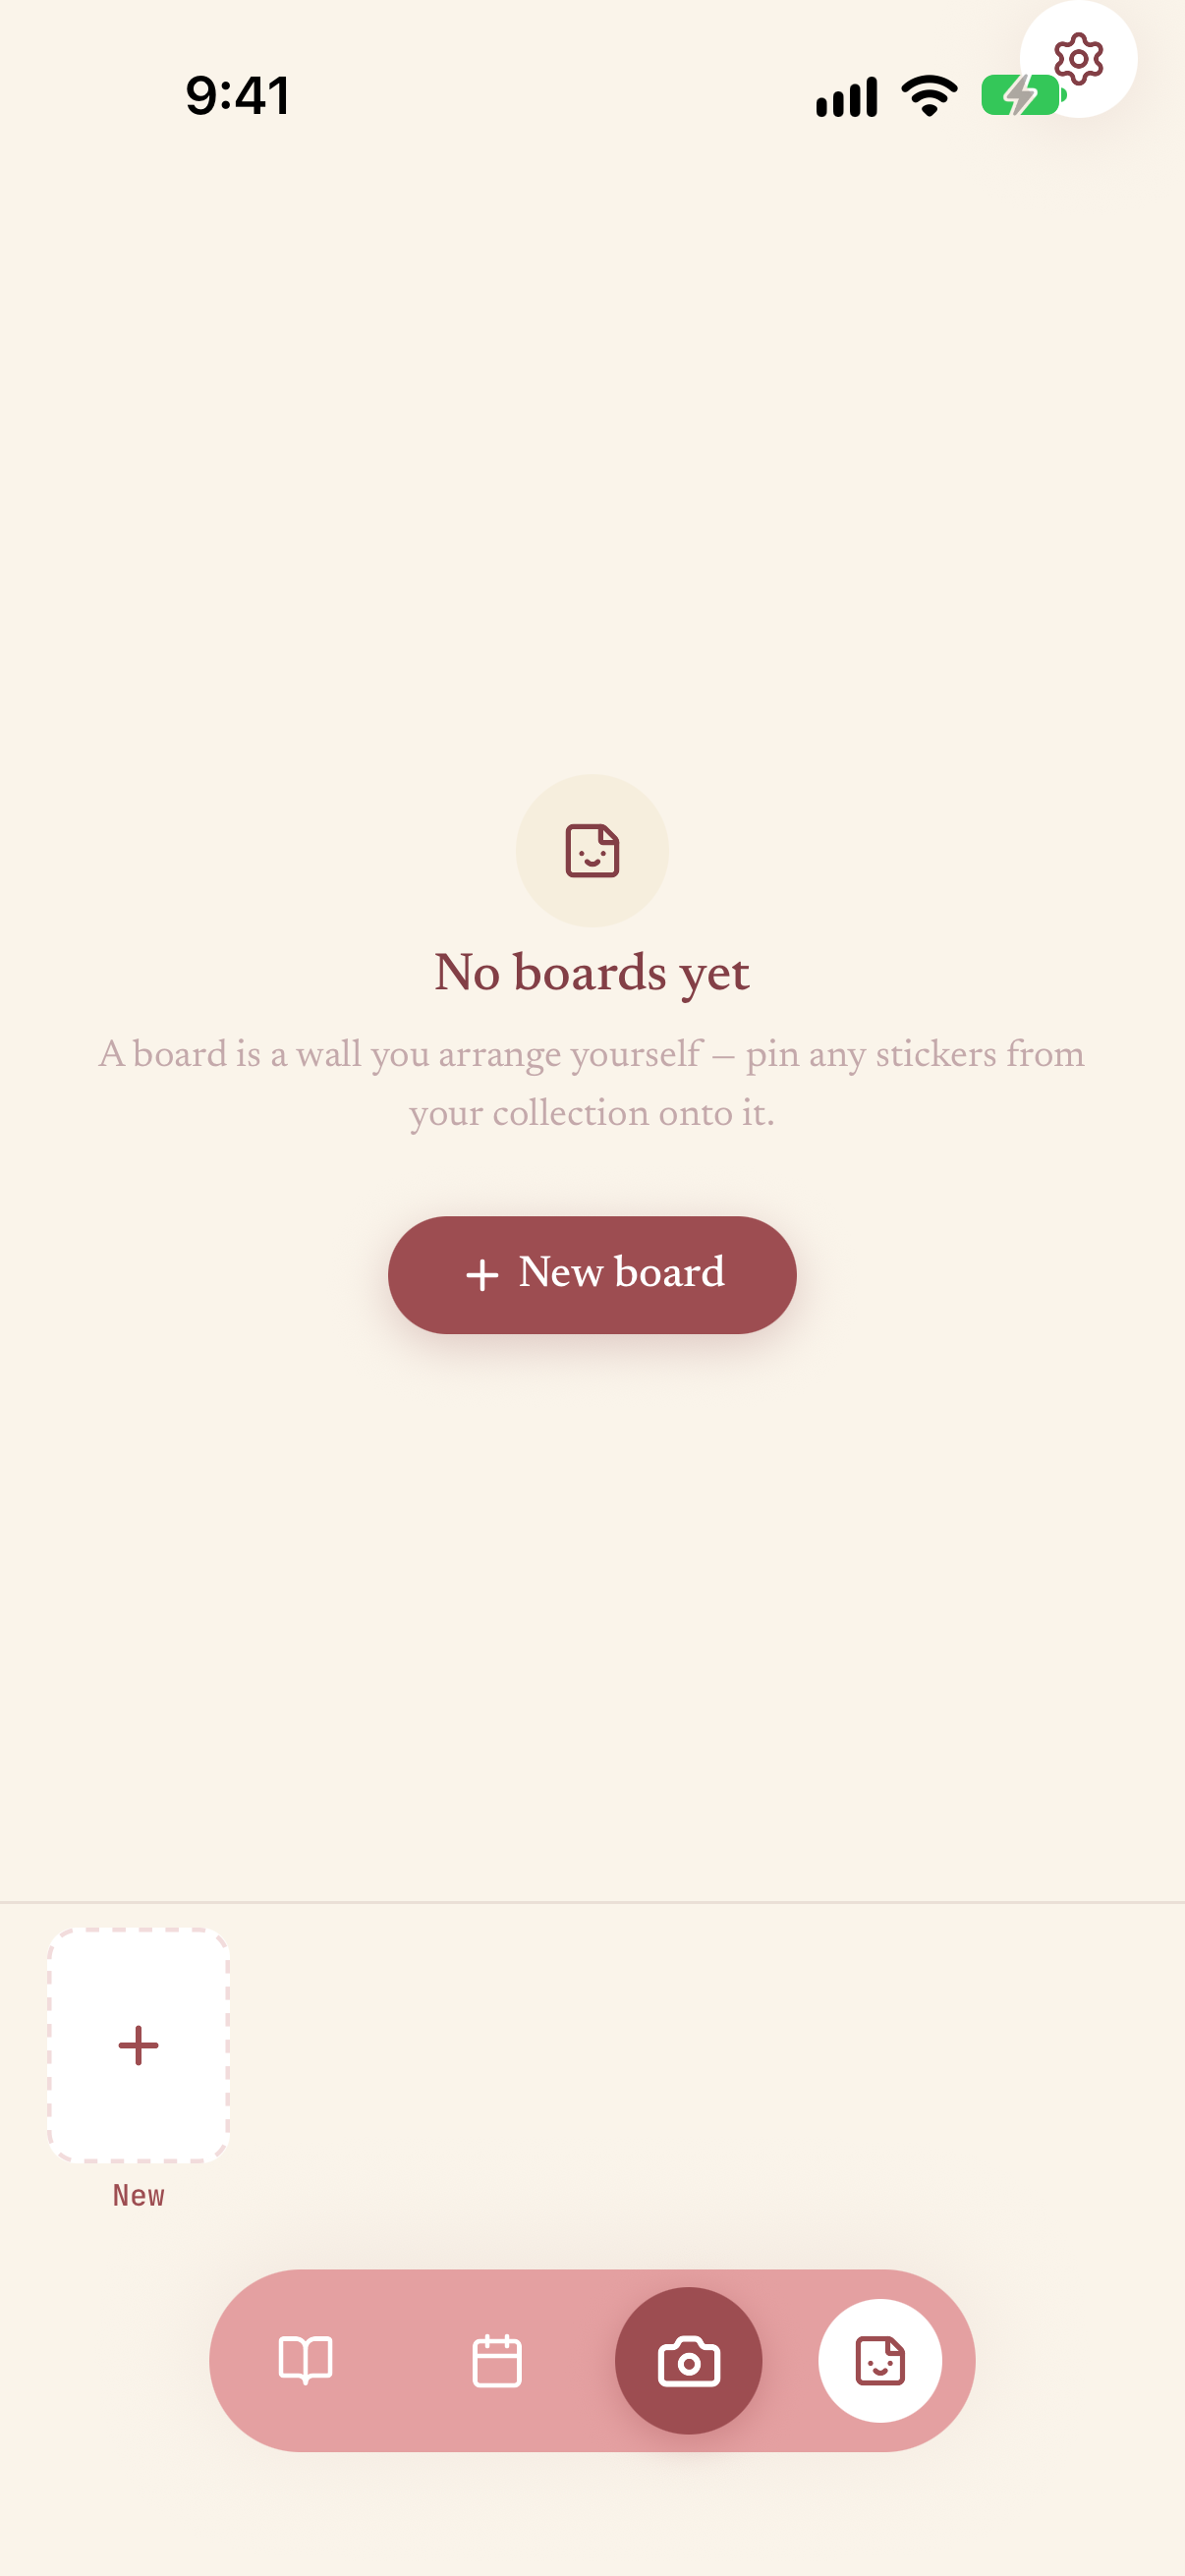 9:41
No boards yet
A board is a wall you arrange yourself – pin any stickers from
your collection onto it.
New board
New